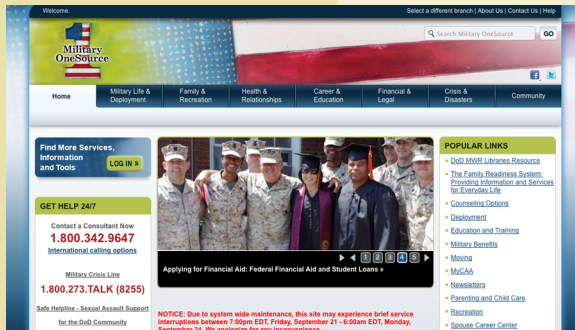 Welcome.
Select a different branch | About Us | Contact Us | Help
Military
OneSource
Search Military OneSource
GO
Home
Military Life &
Deployment
Family &
Recreation
Health &
Relationships
Career &
Education
Financial &
Legal
Crisis &
Disasters
Community
Find More Services,
Information
and Tools
LOG IN »
GET HELP 24/7
Contact a Consultant Now
1.800.342.9647
International calling options
Military Crisis Line
1.800.273.TALK (8255)
Safe Helpline - Sexual Assault Support
for the DoD Community
1 2 3 4 5
Applying for Financial Aid: Federal Financial Aid and Student Loans »
NOTICE: Due to system wide maintenance, this site may experience brief service
interruptions between 7:00pm EDT, Friday, September 21 - 6:00am EDT, Monday,
September 24. We apologize for any inconvenience.
POPULAR LINKS
DoD MWR Libraries Resource
The Family Readiness System:
Providing Information and Services
for Everyday Life
Counseling Options
Deployment
Education and Training
Military Benefits
Moving
MyCAA
Newsletters
Parenting and Child Care
Recreation
Spouse Career Center